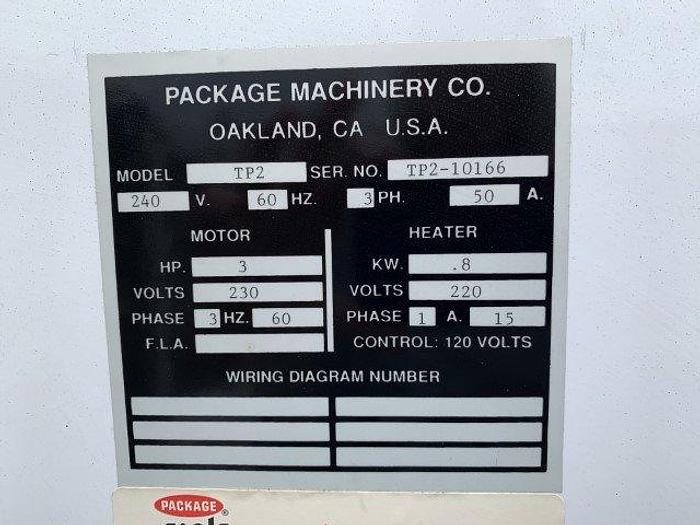 PACKAGE MACHINERY CO.
OAKLAND, CA U.S.A.
MODEL TP2 SER. NO. TP2-10166
240 V. 60 HZ. 3 PH. 50 A.
MOTOR
HP. 3
VOLTS 230
PHASE 3 HZ. 60
F.L.A.
HEATER
KW. .8
VOLTS 220
PHASE 1 A. 15
CONTROL: 120 VOLTS
WIRING DIAGRAM NUMBER
PACKAGE